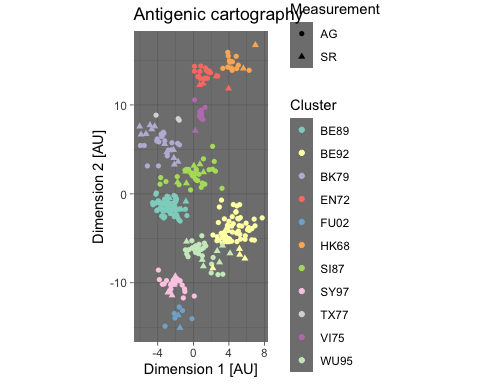 Antigenic cartography
Measurement
AG
SR
Cluster
BE89
BE92
BK79
EN72
FU02
HK68
SI87
SY97
TX77
VI75
WU95
Dimension 2 [AU]
10
0
-10
-4
0
4
8
Dimension 1 [AU]